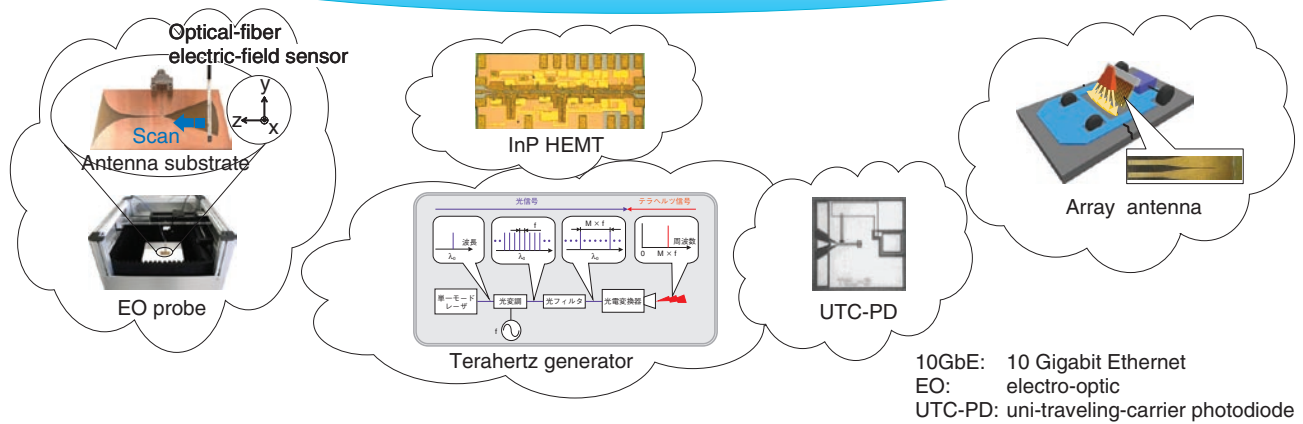 Optical-fiber
electric-field sensor
y
z
x
Scan
Antenna substrate
EO probe
InP HEMT
光信号
テラヘルツ信号
波長
λ₀
f
λ₀
M × f
λ₀
周波数
0 M × f
単一モード
レーザ
光変調
光フィルタ
光電変換器
f
Terahertz generator
UTC-PD
Array antenna
10GbE: 10 Gigabit Ethernet
EO: electro-optic
UTC-PD: uni-traveling-carrier photodiode